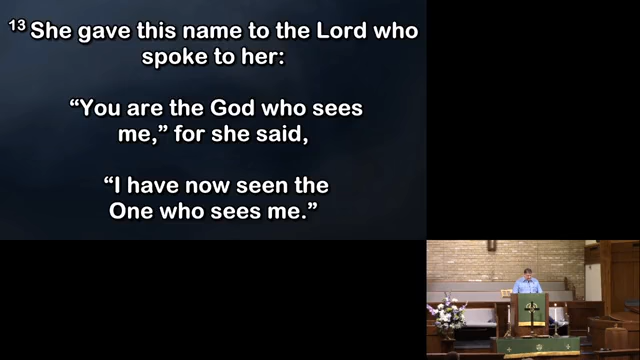 13 She gave this name to the Lord who
spoke to her:
“You are the God who sees
me,” for she said,
“I have now seen the
One who sees me.”